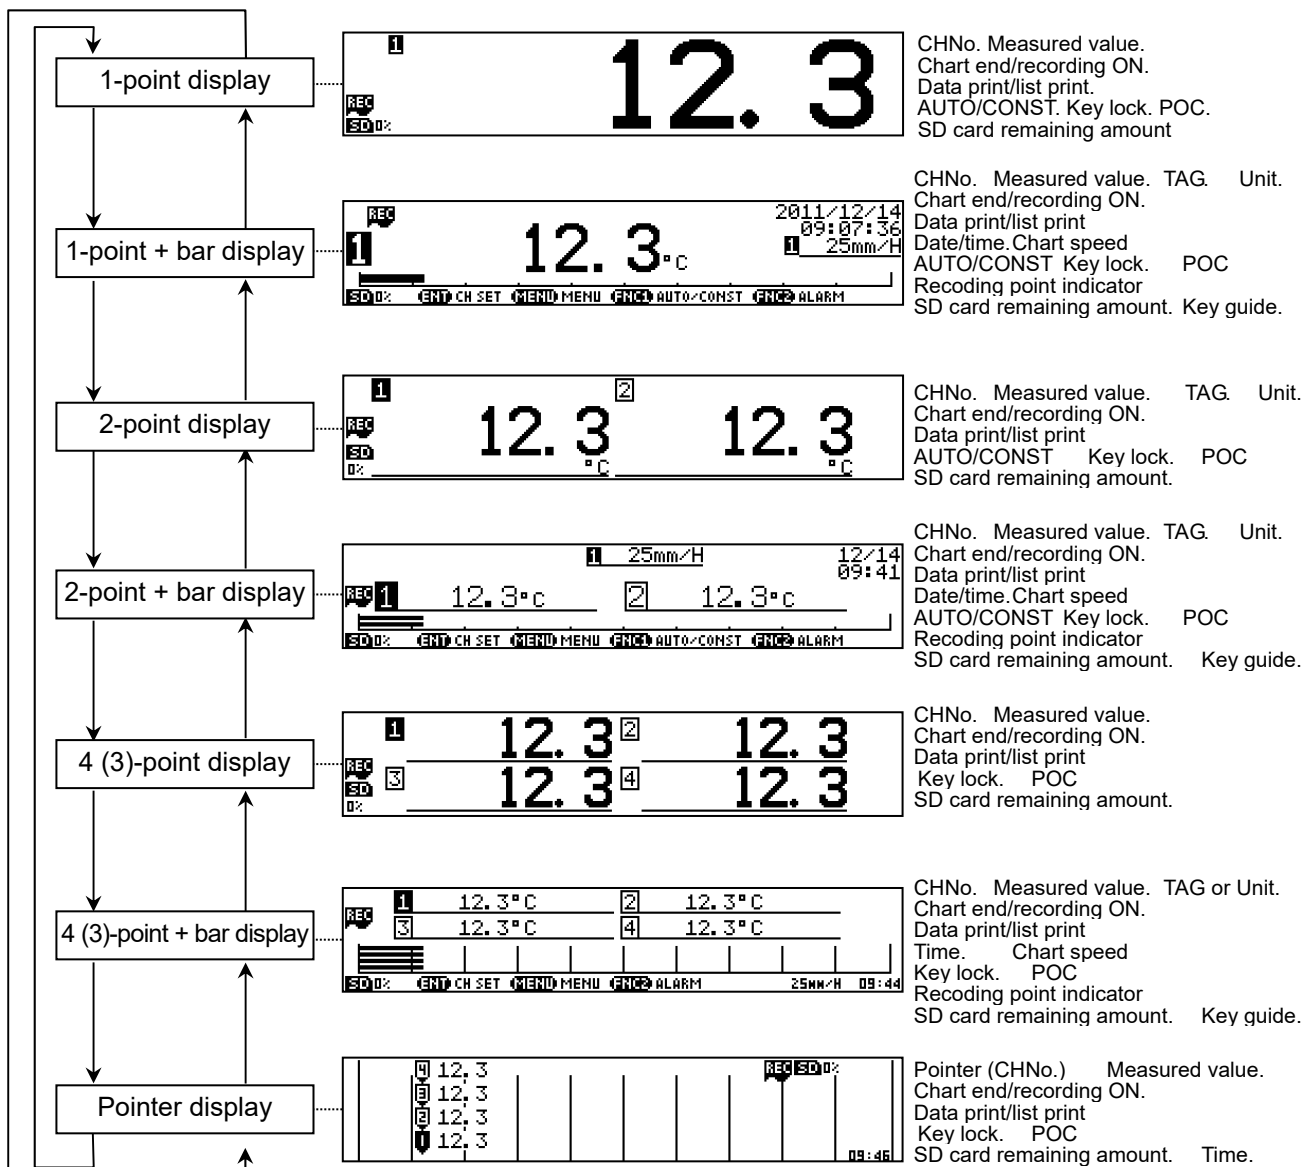 1-point display
1
12. 3
REC
SD 0%
CHNo. Measured value.
Chart end/recording ON.
Data print/list print.
AUTO/CONST. Key lock. POC.
SD card remaining amount
1-point + bar display
REC
1
12. 3 °C
2011/12/14
09:07:36
1 25mm/H
SD 0% ENT CH SET MENU MENU FNC1 AUTO/CONST FNC2 ALARM
CHNo. Measured value. TAG. Unit.
Chart end/recording ON.
Data print/list print
Date/time.Chart speed
AUTO/CONST Key lock. POC
Recoding point indicator
SD card remaining amount. Key guide.
2-point display
1 2
REC 12. 3 12. 3
SD
0% °C °C
CHNo. Measured value. TAG. Unit.
Chart end/recording ON.
Data print/list print
AUTO/CONST Key lock. POC
SD card remaining amount.
2-point + bar display
1 25mm/H 12/14
09:41
REC 1 12.3°C 2 12.3°C
SD 0% ENT CH SET MENU MENU FNC1 AUTO/CONST FNC2 ALARM
CHNo. Measured value. TAG. Unit.
Chart end/recording ON.
Data print/list print
Date/time.Chart speed
AUTO/CONST Key lock. POC
Recoding point indicator
SD card remaining amount. Key guide.
4 (3)-point display
1 12. 3 2 12. 3
REC
3 12. 3 4 12. 3
SD
0%
CHNo. Measured value.
Chart end/recording ON.
Data print/list print
Key lock. POC
SD card remaining amount.
4 (3)-point + bar display
1 12.3°C 2 12.3°C
REC
3 12.3°C 4 12.3°C
SD 0% ENT CH SET MENU MENU FNC2 ALARM 25mm/H 09:44
CHNo. Measured value. TAG or Unit.
Chart end/recording ON.
Data print/list print
Time. Chart speed
Key lock. POC
Recoding point indicator
SD card remaining amount. Key guide.
Pointer display
4 12. 3 REC SD 0%
3 12. 3
2 12. 3
1 12. 3
09:46
Pointer (CHNo.) Measured value.
Chart end/recording ON.
Data print/list print
Key lock. POC
SD card remaining amount. Time.